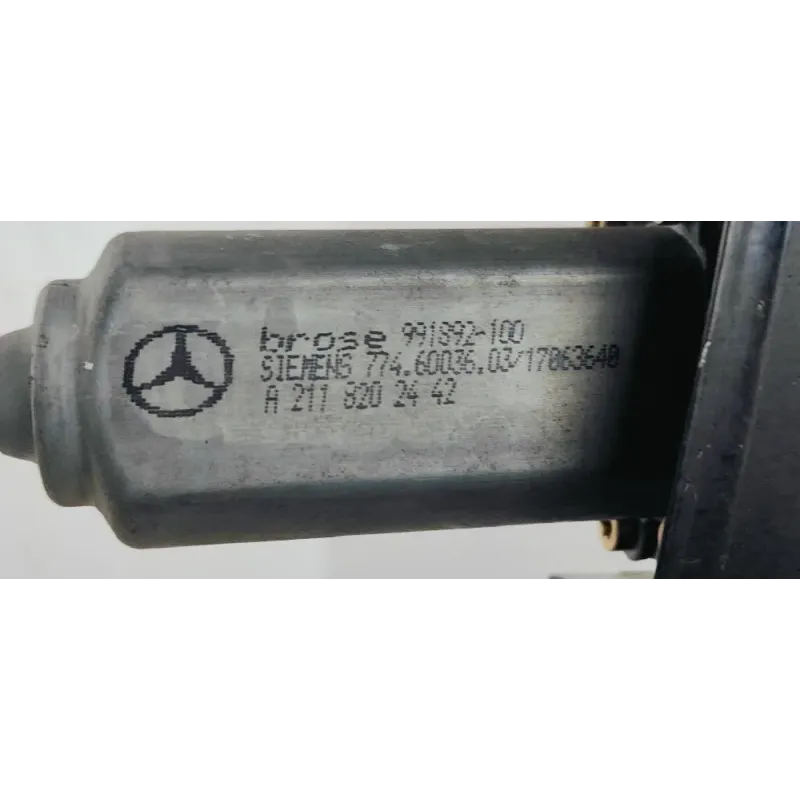 brose 991892-100
SIEMENS 774.60036.03/17063640
A 211 820 24 42